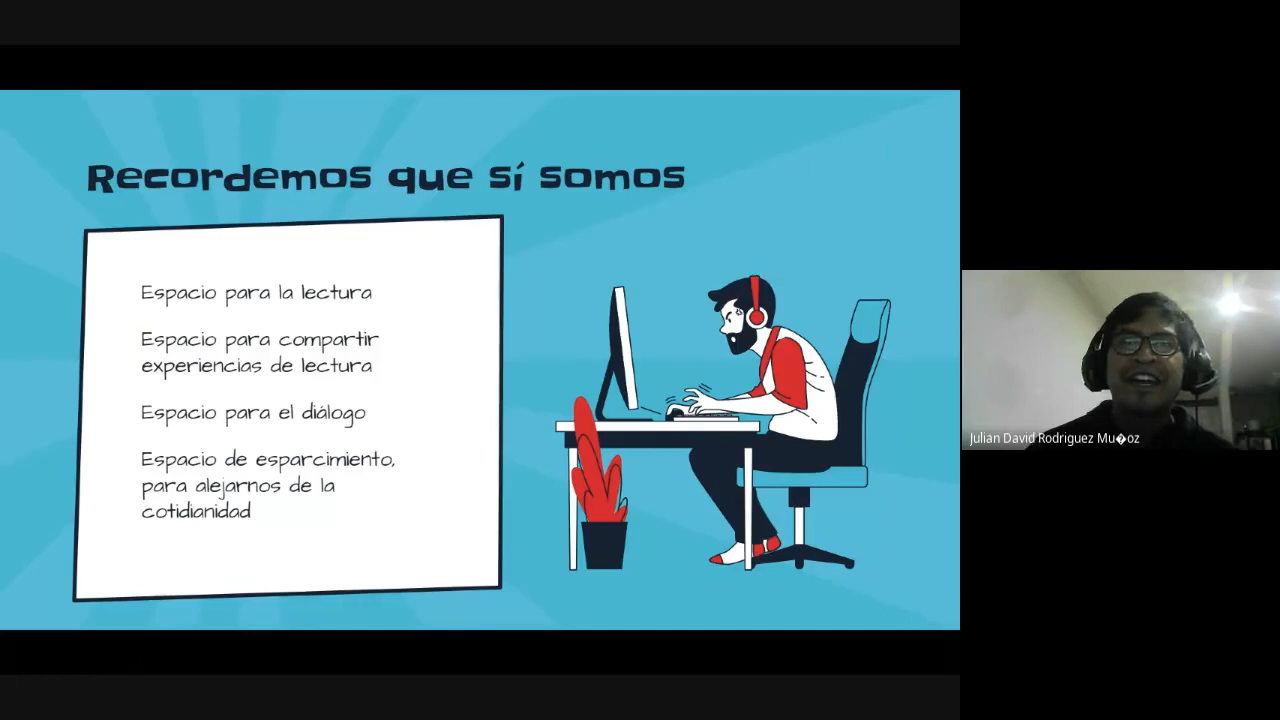 Recordemos que sí somos
Espacio para la lectura
Espacio para compartir
experiencias de lectura
Espacio para el diálogo
Espacio de esparcimiento,
para alejarnos de la
cotidianidad
Julian David Rodriguez Mu�oz